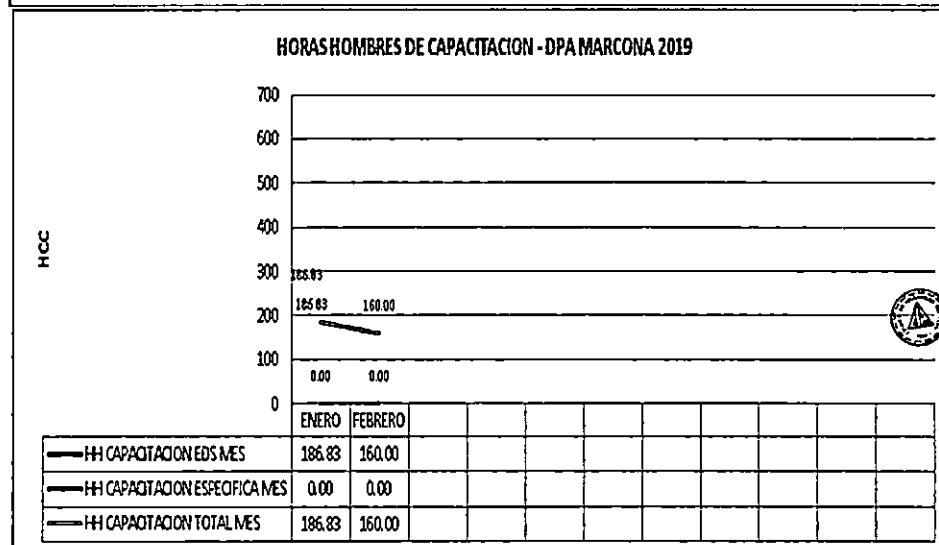 HORAS HOMBRES DE CAPACITACION - DPA MARCONA 2019
HCC
700
600
500
400
300
200
100
0
186.83
186.83 160.00
0.00 0.00
ENERO FEBRERO
HH CAPACITACION EDS MES 186.83 160.00
HH CAPACITACION ESPECIFICA MES 0.00 0.00
HH CAPACITACION TOTAL MES 186.83 160.00